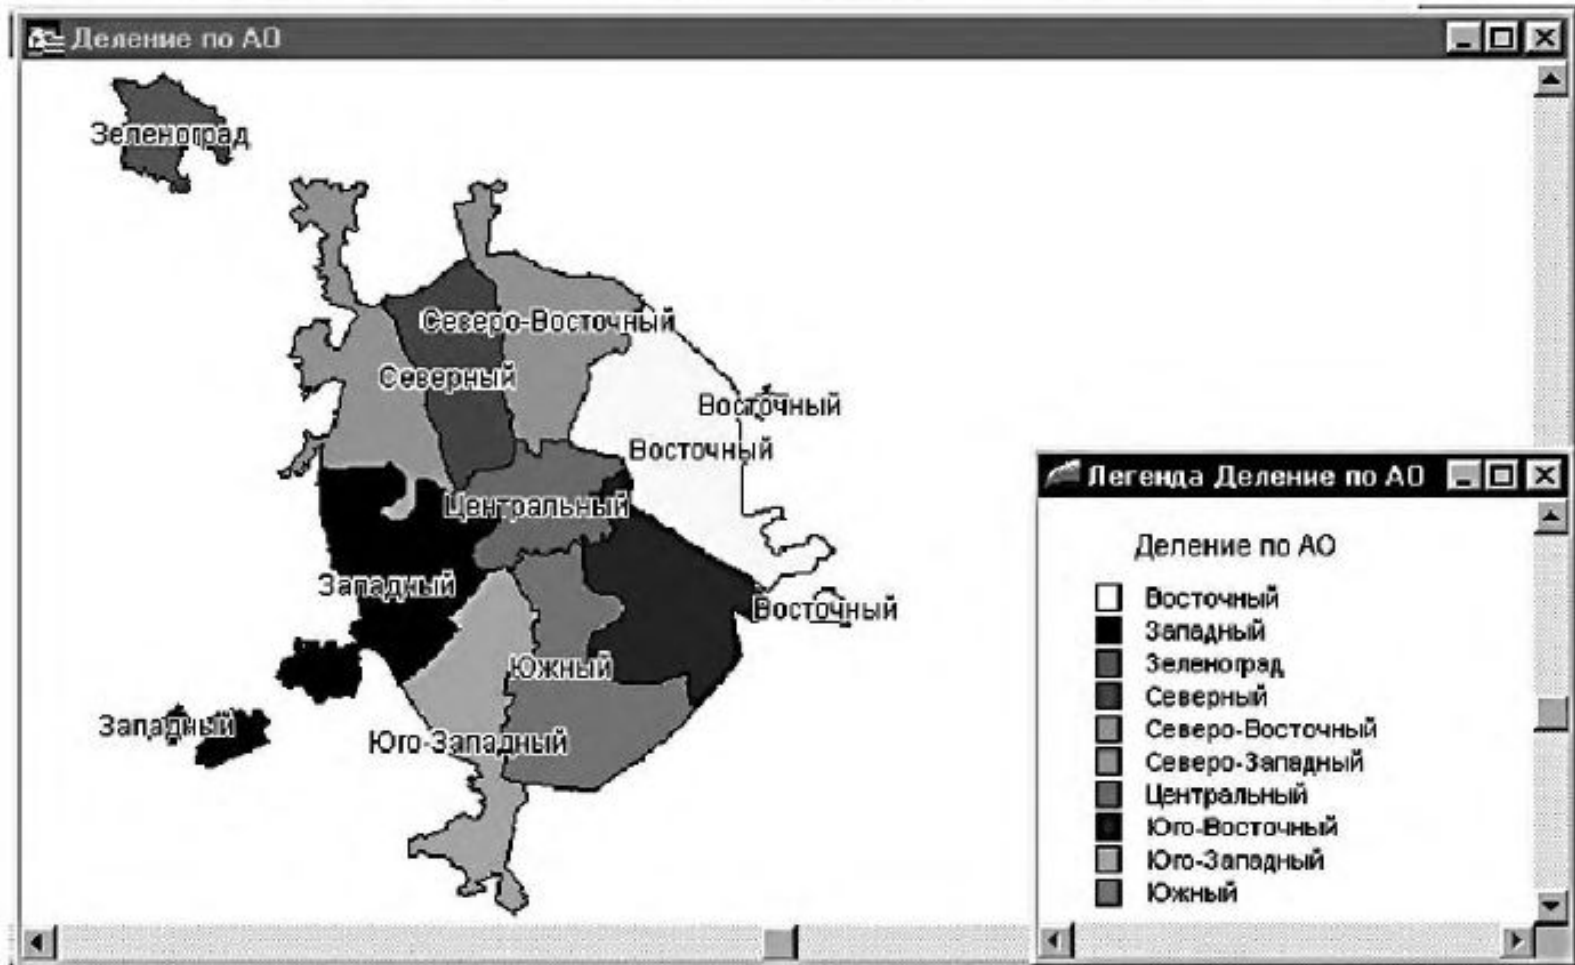 Деление по АО
Зеленоград
Северо-Восточный
Северный
Восточный
Восточный
Центральный
Западный
Восточный
Южный
Западный
Юго-Западный
Легенда Деление по АО
Деление по АО
Восточный
Западный
Зеленоград
Северный
Северо-Восточный
Северо-Западный
Центральный
Юго-Восточный
Юго-Западный
Южный